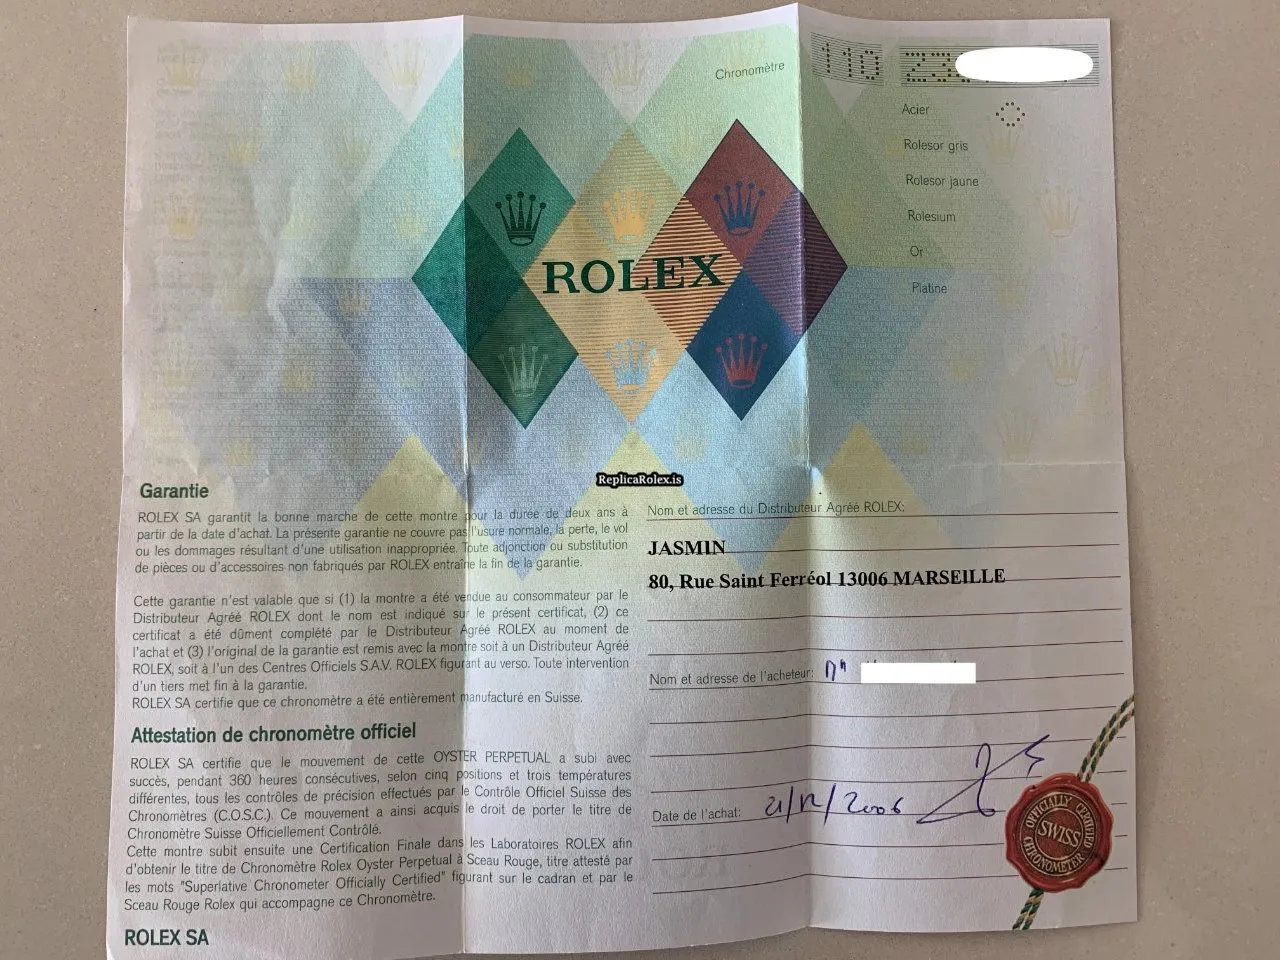 Chronomètre
110
Acier
Rolesor gris
Rolesor jaune
Rolesium
Or
Platine
ROLEX
ReplicaRolex.is
Garantie
ROLEX SA garantit la bonne marche de cette montre pour la durée de deux ans à
partir de la date d'achat. La présente garantie ne couvre pas l'usure normale, la perte, le vol
ou les dommages résultant d'une utilisation inappropriée. Toute adjonction ou substitution
de pièces ou d'accessoires non fabriqués par ROLEX entraîne la fin de la garantie.
Cette garantie n'est valable que si (1) la montre a été vendue au consommateur par le
Distributeur Agréé ROLEX dont le nom est indiqué sur le présent certificat, (2) ce
certificat a été dûment complété par le Distributeur Agréé ROLEX au moment de
l'achat et (3) l'original de la garantie est remis avec la montre soit à un Distributeur Agréé
ROLEX, soit à l'un des Centres Officiels S.A.V. ROLEX figurant au verso. Toute intervention
d'un tiers met fin à la garantie.
ROLEX SA certifie que ce chronomètre a été entièrement manufacturé en Suisse.
Attestation de chronomètre officiel
ROLEX SA certifie que le mouvement de cette OYSTER PERPETUAL a subi avec
succès, pendant 360 heures consécutives, selon cinq positions et trois températures
différentes, tous les contrôles de précision effectués par le Contrôle Officiel Suisse des
Chronomètres (C.O.S.C.) Ce mouvement a ainsi acquis le droit de porter le titre de
Chronomètre Suisse Officiellement Contrôlé.
Cette montre subit ensuite une Certification Finale dans les Laboratoires ROLEX afin
d'obtenir le titre de Chronomètre Rolex Oyster Perpetual à Sceau Rouge, titre attesté par
les mots "Superlative Chronometer Officially Certified" figurant sur le cadran et par le
Sceau Rouge Rolex qui accompagne ce Chronomètre.
ROLEX SA
Nom et adresse du Distributeur Agréé ROLEX:
JASMIN
80, Rue Saint Ferréol 13006 MARSEILLE
Nom et adresse de l'acheteur:
Date de l'achat: 21/12/2006
OFFICIALLY CERTIFIED
SWISS
CHRONOMETER